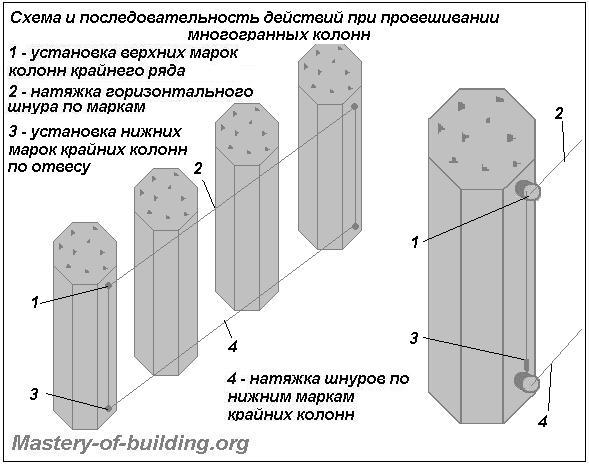 Схема и последовательность действий при провешивании
многогранных колонн
1 - установка верхних марок
колонн крайнего ряда
2 - натяжка горизонтального
шнура по маркам
3 - установка нижних
марок крайних колонн
по отвесу
2
2
1
1
3
4
3
4
4 - натяжка шнуров по
нижним маркам
крайних колонн
Mastery-of-building.org